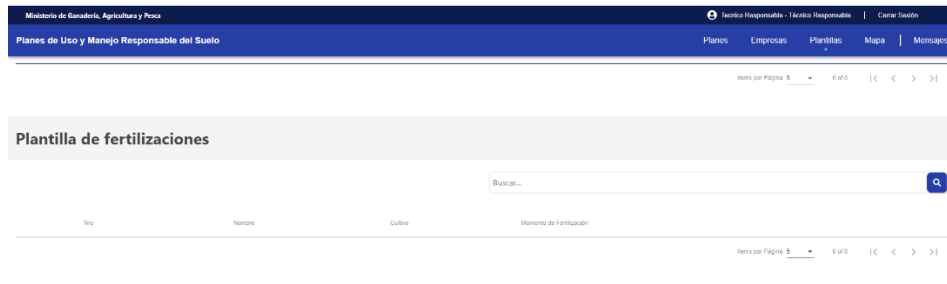 Ministerio de Ganadería, Agricultura y Pesca
Tecnico Responsable - Técnico Responsable | Cerrar Sesión
Planes de Uso y Manejo Responsable del Suelo
Planes Empresas Plantillas Mapa | Mensajes
Items por Página 5 0 of 0
Plantilla de fertilizaciones
Buscar...
Nro Nombre Cultivo Momento de Fertilización
Items por Página 5 0 of 0